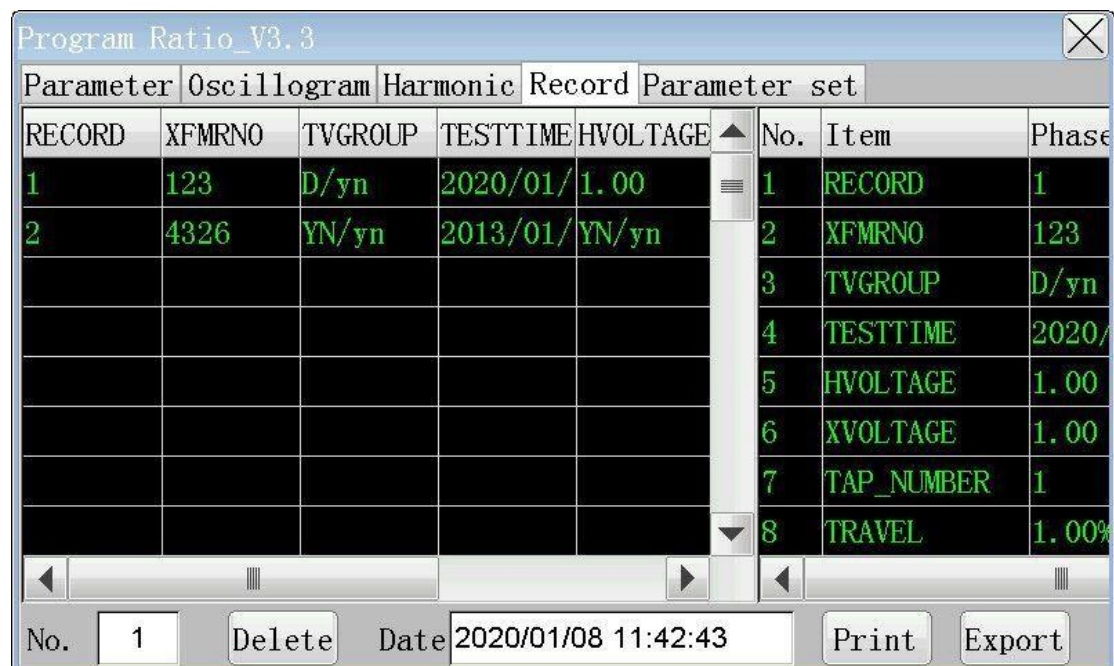 Program Ratio_V3.3
Parameter Oscillogram Harmonic Record Parameter set
RECORD XFMRNO TVGROUP TESTTIME HVOLTAGE No. Item Phase
1 123 D/yn 2020/01/ 1.00 1 RECORD 1
2 4326 YN/yn 2013/01/ YN/yn 2 XFMRNO 123
3 TVGROUP D/yn
4 TESTTIME 2020/
5 HVOLTAGE 1.00
6 XVOLTAGE 1.00
7 TAP_NUMBER 1
8 TRAVEL 1.00%
No. 1 Delete Date 2020/01/08 11:42:43 Print Export